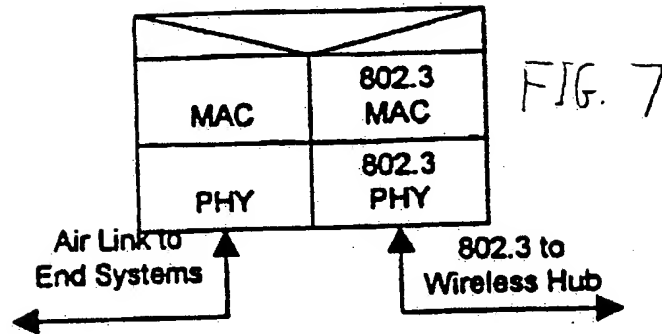 MAC
802.3
MAC
FIG. 7
PHY
802.3
PHY
Air Link to
End Systems
802.3 to
Wireless Hub